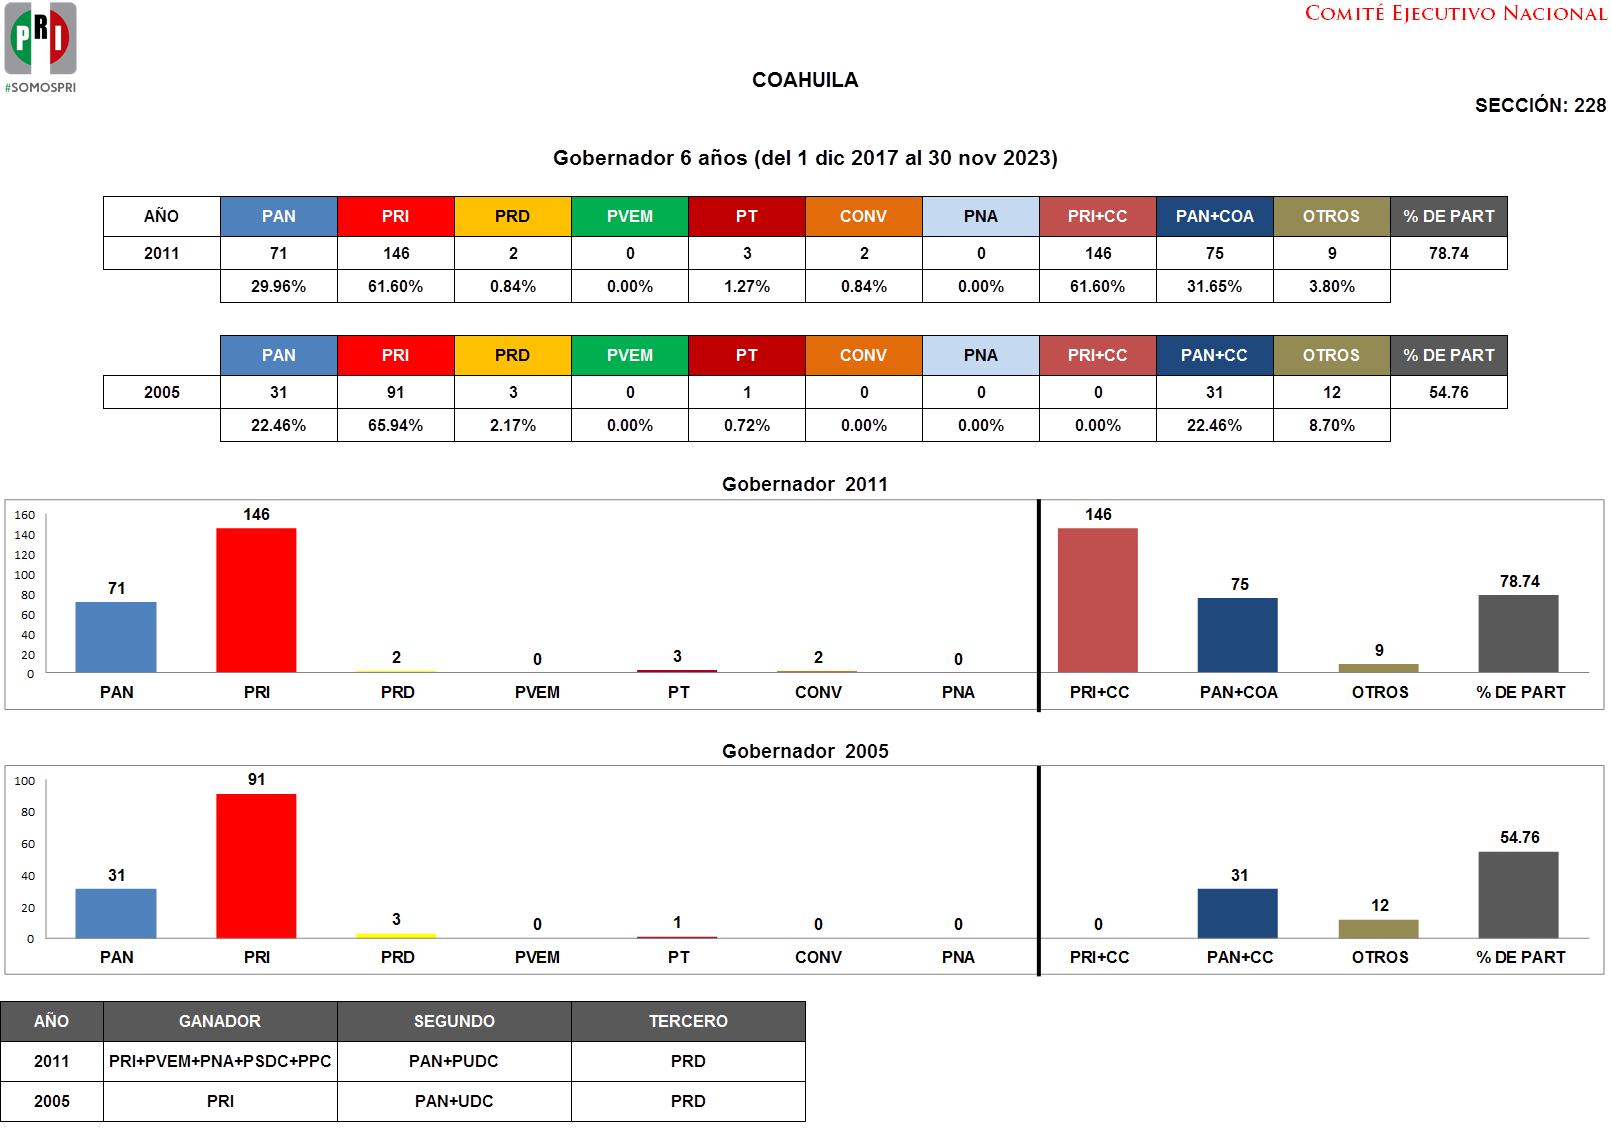 COMITÉ EJECUTIVO NACIONAL
PRI
#SOMOSPRI
COAHUILA
SECCIÓN: 228
Gobernador 6 años (del 1 dic 2017 al 30 nov 2023)
AÑO PAN PRI PRD PVEM PT CONV PNA PRI+CC PAN+COA OTROS % DE PART
2011 71 146 2 0 3 2 0 146 75 9 78.74
29.96% 61.60% 0.84% 0.00% 1.27% 0.84% 0.00% 61.60% 31.65% 3.80%
PAN PRI PRD PVEM PT CONV PNA PRI+CC PAN+CC OTROS % DE PART
2005 31 91 3 0 1 0 0 0 31 12 54.76
22.46% 65.94% 2.17% 0.00% 0.72% 0.00% 0.00% 0.00% 22.46% 8.70%
Gobernador 2011
160
140
120
100
80
60
40
20
0
71 146 2 0 3 2 0 146 75 9 78.74
PAN PRI PRD PVEM PT CONV PNA PRI+CC PAN+COA OTROS % DE PART
Gobernador 2005
100
80
60
40
20
0
31 91 3 0 1 0 0 0 31 12 54.76
PAN PRI PRD PVEM PT CONV PNA PRI+CC PAN+CC OTROS % DE PART
AÑO GANADOR SEGUNDO TERCERO
2011 PRI+PVEM+PNA+PSDC+PPC PAN+PUDC PRD
2005 PRI PAN+UDC PRD